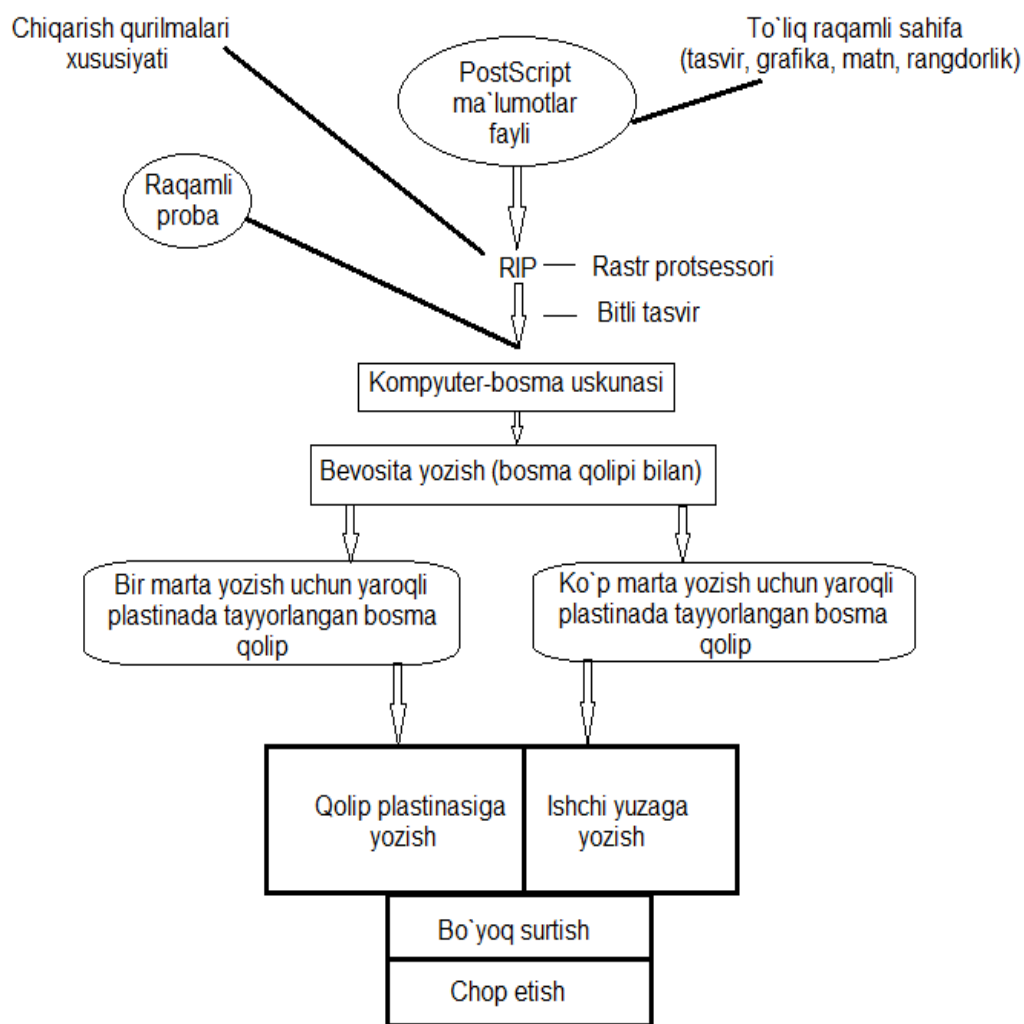 Chiqarish qurilmalari
xususiyati
To`liq raqamli sahifa
(tasvir, grafika, matn, rangdorlik)
PostScript
ma`lumotlar
fayli
Raqamli
proba
RIP
Rastr protsessori
Bitli tasvir
Kompyuter-bosma uskunasi
Bevosita yozish (bosma qolipi bilan)
Bir marta yozish uchun yaroqli
plastinada tayyorlangan bosma
qolip
Ko`p marta yozish uchun yaroqli
plastinada tayyorlangan bosma
qolip
Qolip plastinasiga
yozish
Ishchi yuzaga
yozish
Bo`yoq surtish
Chop etish